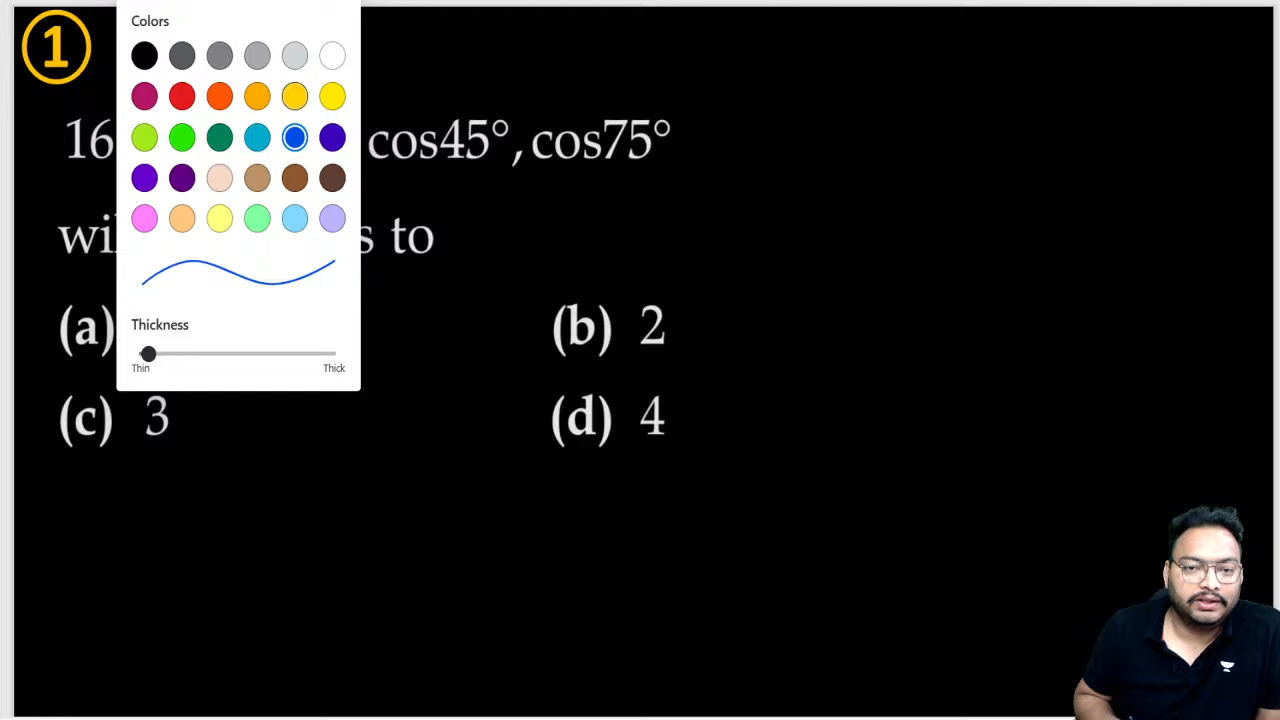 1
Colors
16 cos45°, cos75°
wi s to
Thickness
Thin Thick
(a) (b) 2
(c) 3 (d) 4